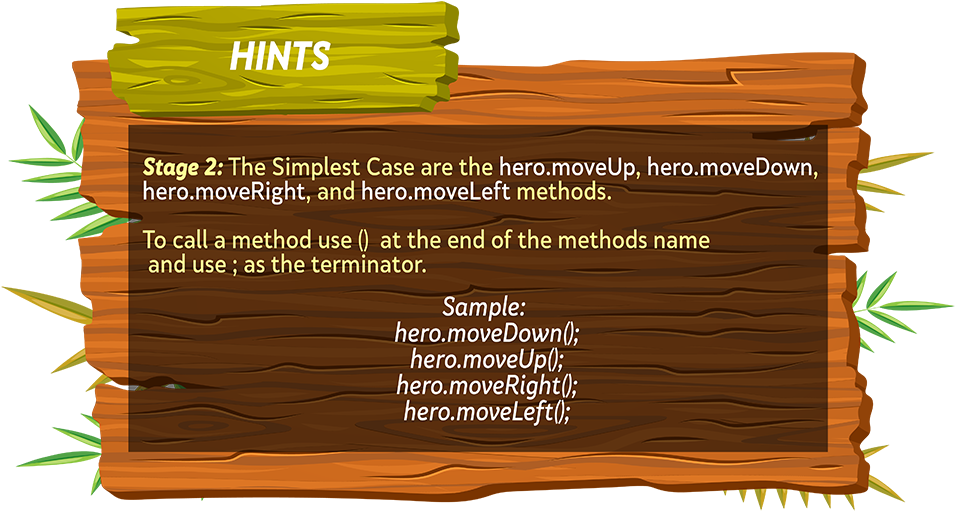 HINTS
Stage 2: The Simplest Case are the hero.moveUp, hero.moveDown,
hero.moveRight, and hero.moveLeft methods.
To call a method use () at the end of the methods name
and use ; as the terminator.
Sample:
hero.moveDown();
hero.moveUp();
hero.moveRight();
hero.moveLeft();